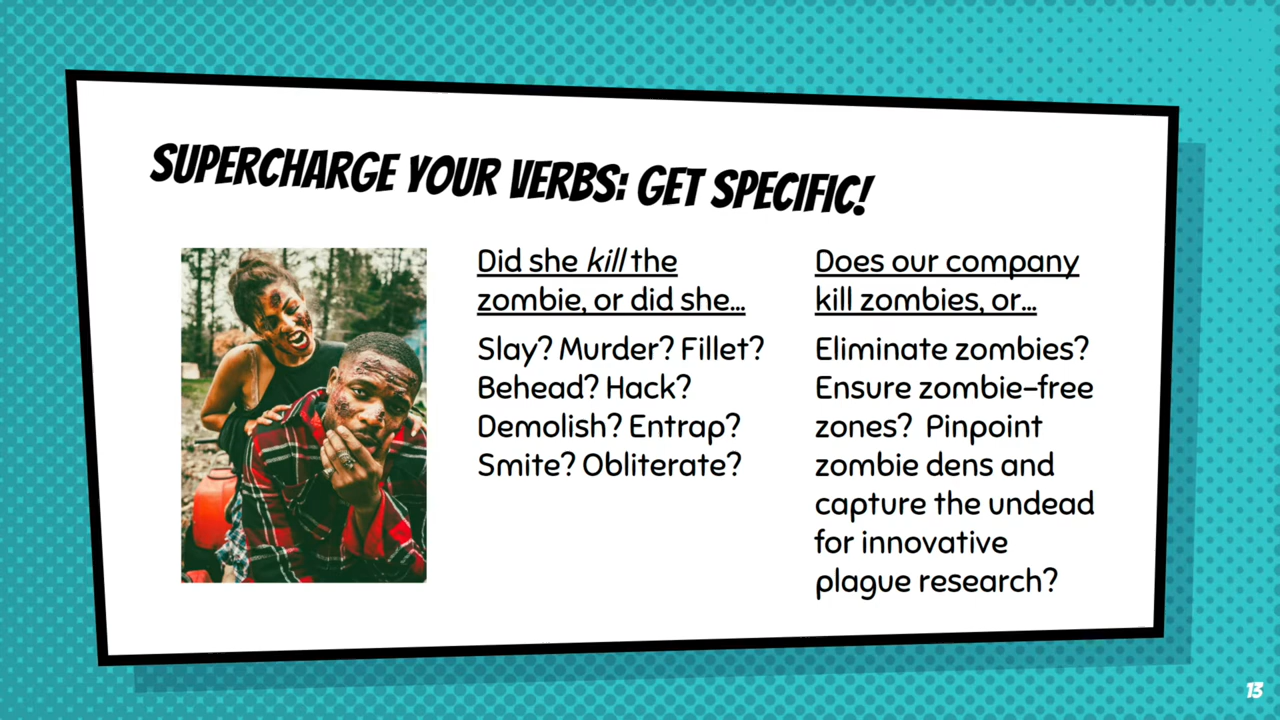 SUPERCHARGE YOUR VERBS: GET SPECIFIC!
Did she kill the
zombie, or did she...
Slay? Murder? Fillet?
Behead? Hack?
Demolish? Entrap?
Smite? Obliterate?
Does our company
kill zombies, or...
Eliminate zombies?
Ensure zombie-free
zones?  Pinpoint
zombie dens and
capture the undead
for innovative
plague research?
13